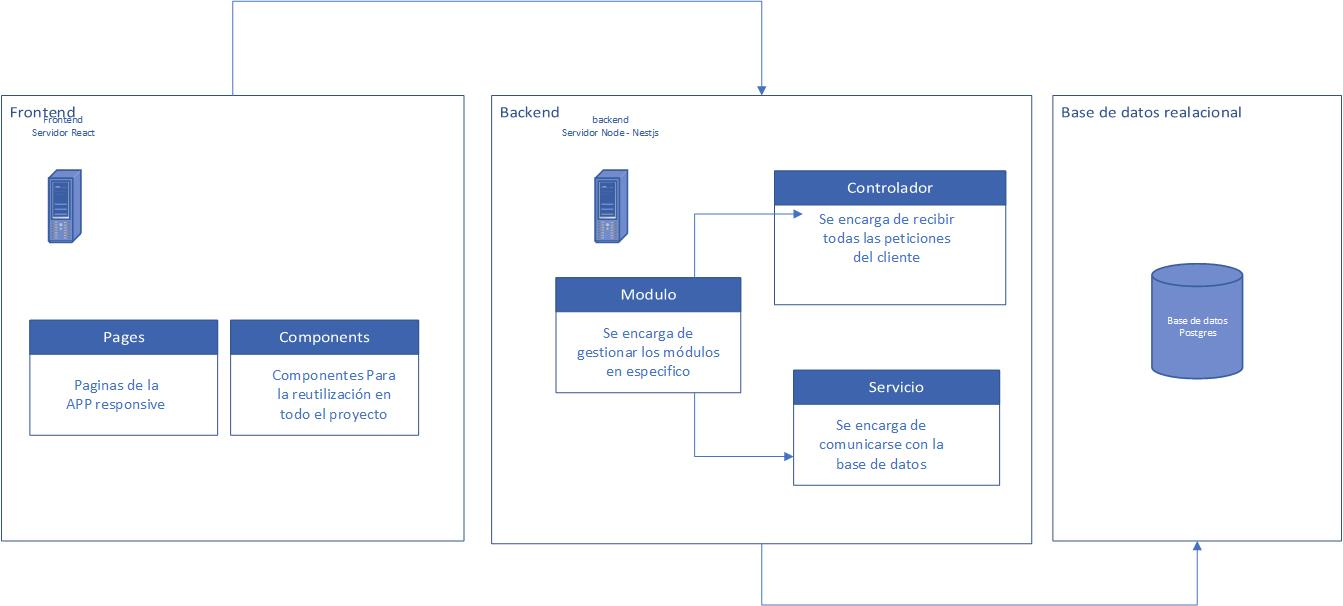 Frontend
Frontend
Servidor React
Pages
Paginas de la
APP responsive
Components
Componentes Para
la reutilización en
todo el proyecto
Backend
backend
Servidor Node - Nestjs
Controlador
Se encarga de recibir
todas las peticiones
del cliente
Modulo
Se encarga de
gestionar los módulos
en especifico
Servicio
Se encarga de
comunicarse con la
base de datos
Base de datos realacional
Base de datos
Postgres